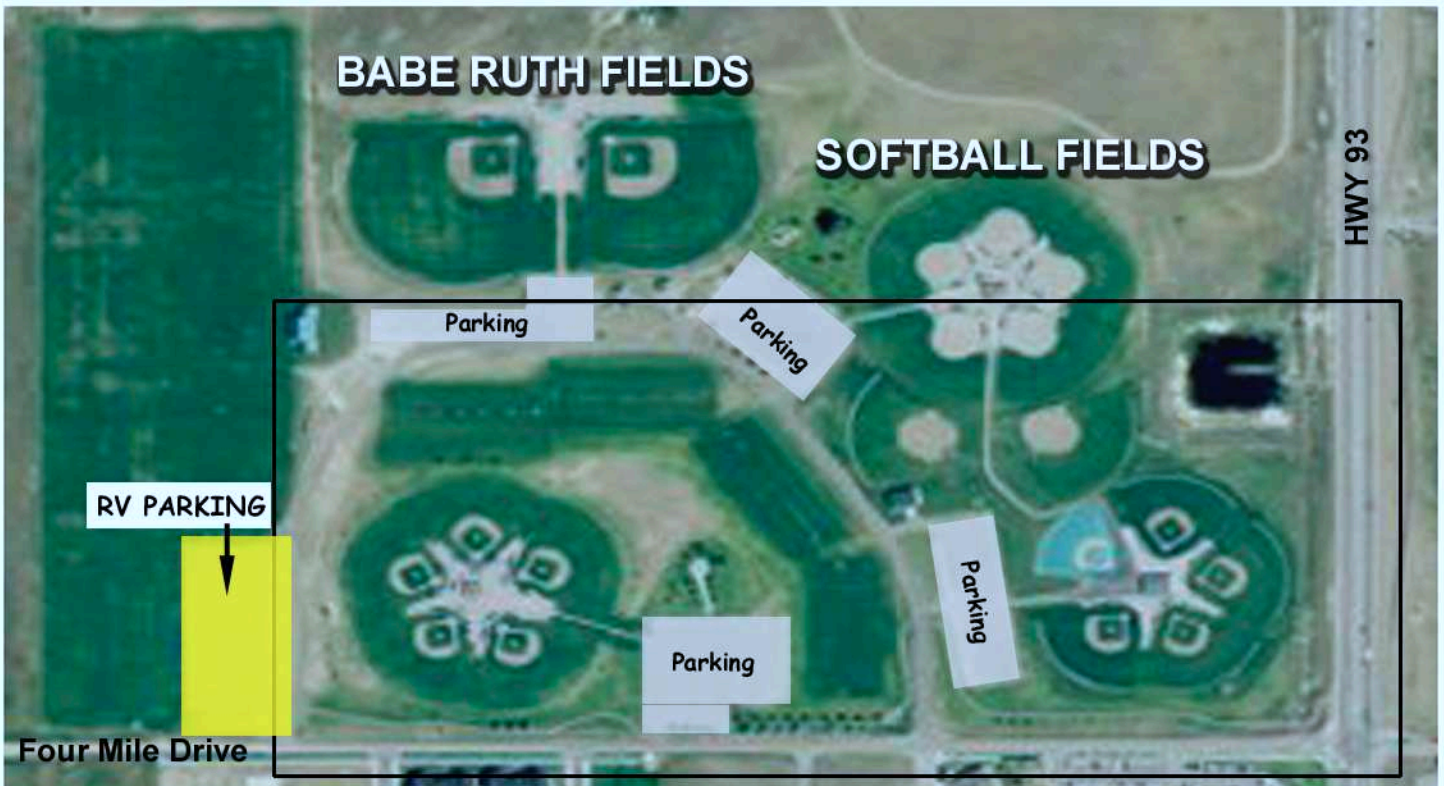 BABE RUTH FIELDS
SOFTBALL FIELDS
HWY 93
Parking
Parking
RV PARKING
Parking
Parking
Four Mile Drive